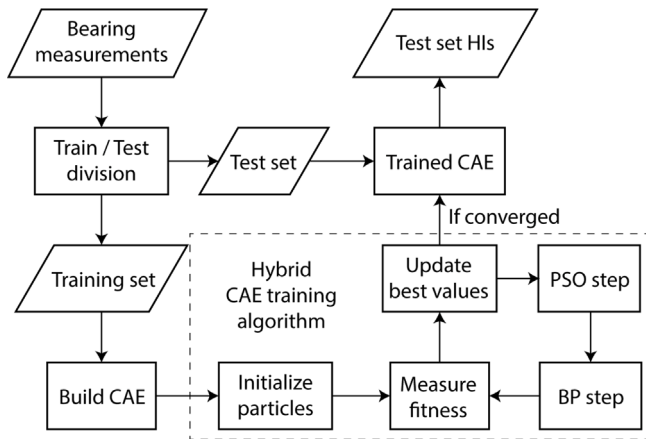 Bearing
measurements
Test set HIs
Train / Test
division
Test set
Trained CAE
If converged
Training set
Hybrid
CAE training
algorithm
Update
best values
PSO step
Build CAE
Initialize
particles
Measure
fitness
BP step